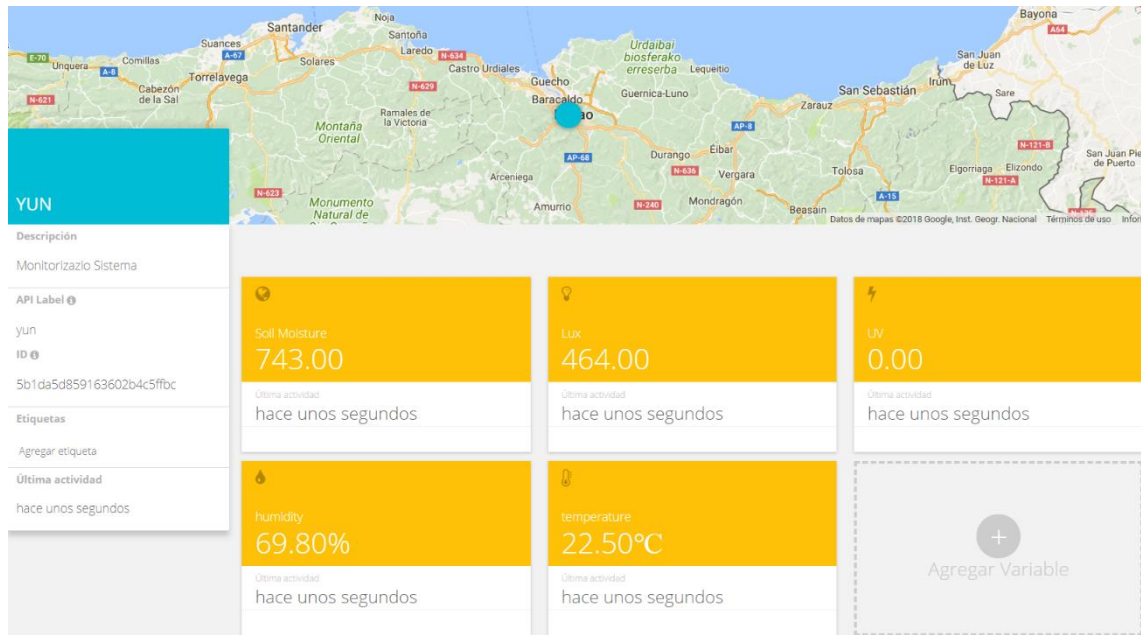 Noja
Bayona
Santander
Santoña
A64
Suances
Urdaibai
biosferako
erreserba
Laredo
N-634
San Juan
de Luz
E-70
Unquera
Comillas
A-67
Solares
Castro Urdiales
Lequeitio
A-8
Torrelavega
Guecho
Irún
N-621
Cabezón
de la Sal
N-629
Guernica-Luno
San Sebastián
Sare
Baracaldo
Zarauz
Ramales de
la Victoria
Montaña
Oriental
AP-8
Eibar
N-121-B
AP-68
Durango
San Juan Pie
de Puerto
N-636
Vergara
Tolosa
Elgorriaga
Elizondo
Arceniega
N-121-A
N-623
Monumento
Natural de
Amurrio
N-240
Mondragón
A-15
Beasain
Datos de mapas ©2018 Google, Inst. Geogr. Nacional
Términos de uso
YUN
Descripción
Monitorizazio Sistema
API Label
yun
ID
5b1da5d859163602b4c5ffbc
Etiquetas
Agregar etiqueta
Última actividad
hace unos segundos
Soil Moisture
743.00
Última actividad
hace unos segundos
Lux
464.00
Última actividad
hace unos segundos
UV
0.00
Última actividad
hace unos segundos
humidity
69.80%
Última actividad
hace unos segundos
temperature
22.50°C
Última actividad
hace unos segundos
Agregar Variable